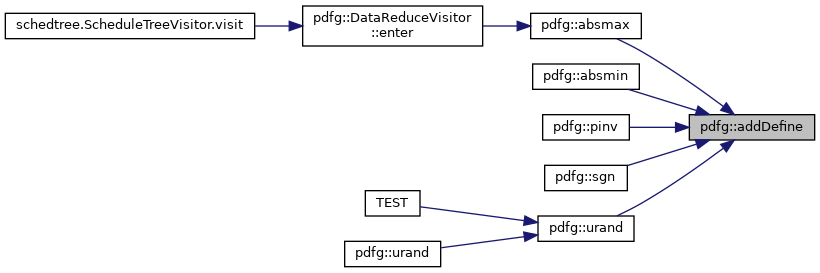 schedtree.ScheduleTreeVisitor.visit
pdfg::DataReduceVisitor
::enter
pdfg::absmax
pdfg::absmin
pdfg::pinv
pdfg::addDefine
pdfg::sgn
TEST
pdfg::urand
pdfg::urand